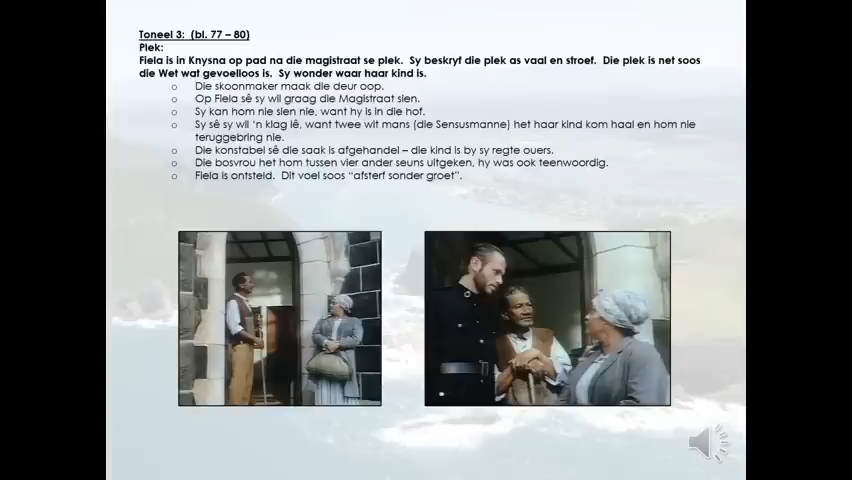 Toneel 3:  (bl. 77 – 80)
Plek:
Fiela is in Knysna op pad na die magistraat se plek.  Sy beskryf die plek as vaal en stroef.  Die plek is net soos
die Wet wat gevoelloos is.  Sy wonder waar haar kind is.
o Die skoonmaker maak die deur oop.
o Op Fiela sê sy wil graag die Magistraat sien.
o Sy kan hom nie sien nie, want hy is in die hof.
o Sy sê sy wil ‘n klag lê, want twee wit mans (die Sensusmanne) het haar kind kom haal en hom nie
teruggebring nie.
o Die konstabel sê die saak is afgehandel – die kind is by sy regte ouers.
o Die bosvrou het hom tussen vier ander seuns uitgeken, hy was ook teenwoordig.
o Fiela is ontsteld.  Dit voel soos “afsterf sonder groet”.